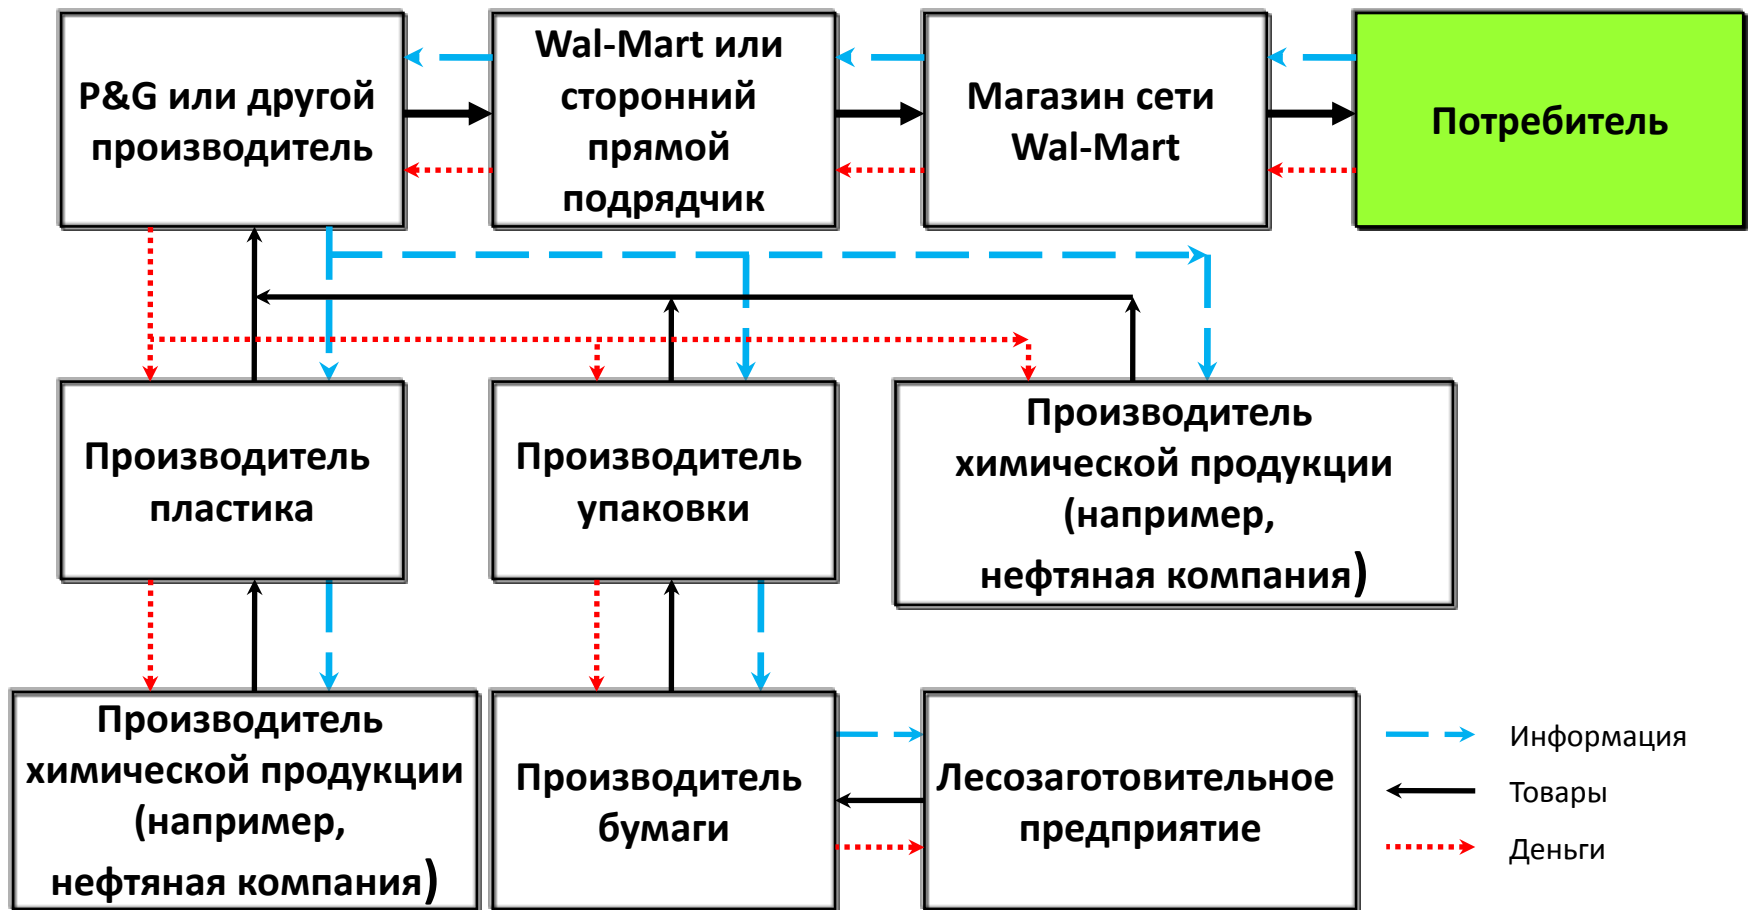 P&G или другой
производитель
Wal-Mart или
сторонний
прямой
подрядчик
Магазин сети
Wal-Mart
Потребитель
Производитель
пластика
Производитель
упаковки
Производитель
химической продукции
(например,
нефтяная компания)
Производитель
химической продукции
(например,
нефтяная компания)
Производитель
бумаги
Лесозаготовительное
предприятие
Информация
Товары
Деньги